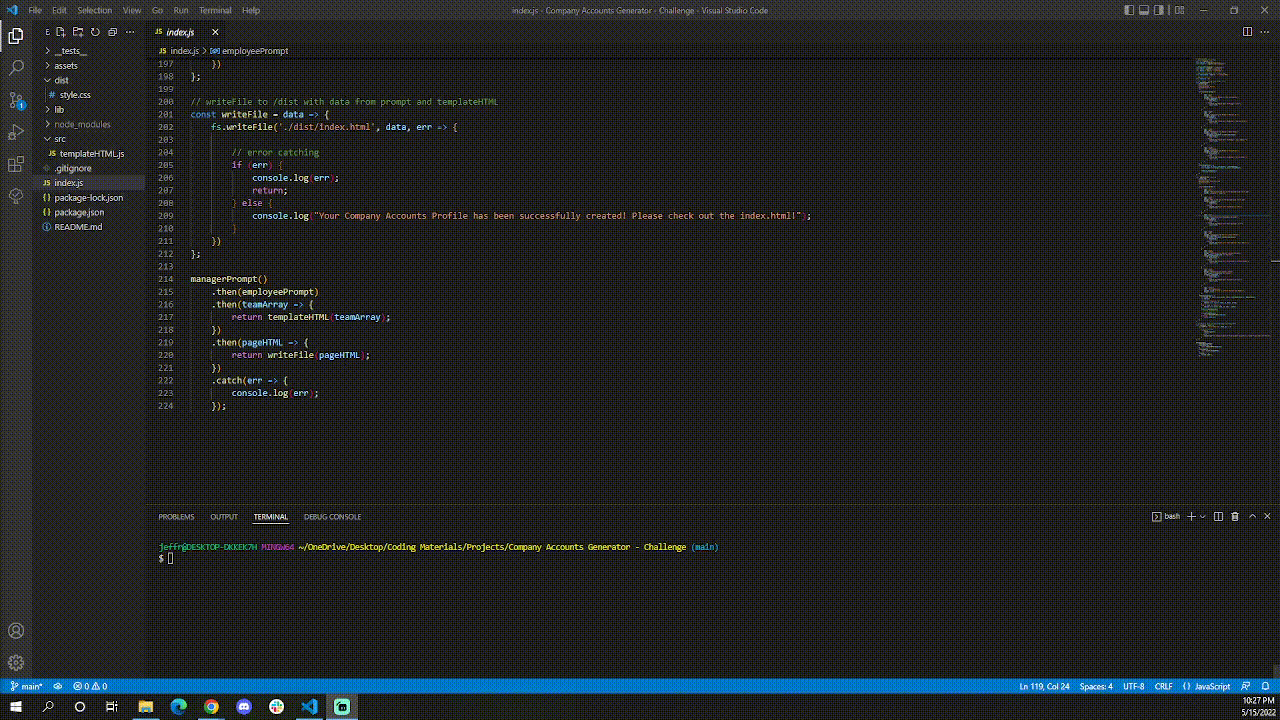 File Edit Selection View Go Run Terminal Help
index.js - Company Accounts Generator - Challenge - Visual Studio Code
E
__tests__
assets
dist
# style.css
lib
node_modules
src
JS templateHTML.js
.gitignore
JS index.js
{} package-lock.json
{} package.json
README.md
1
JS index.js
JS index.js > employeePrompt
197 })
198 };
199
200 // writeFile to /dist with data from prompt and templateHTML
201 const writeFile = data => {
202 fs.writeFile('./dist/index.html', data, err => {
203
204 // error catching
205 if (err) {
206 console.log(err);
207 return;
208 } else {
209 console.log("Your Company Accounts Profile has been successfully created! Please check out the index.html!");
210 }
211 })
212 };
213
214 managerPrompt()
215 .then(employeePrompt)
216 .then(teamArray => {
217 return templateHTML(teamArray);
218 })
219 .then(pageHTML => {
220 return writeFile(pageHTML);
221 })
222 .catch(err => {
223 console.log(err);
224 });
PROBLEMS OUTPUT TERMINAL DEBUG CONSOLE
bash
jeffr@DESKTOP-DKKEK7H MINGW64 ~/OneDrive/Desktop/Coding Materials/Projects/Company Accounts Generator - Challenge (main)
$
main* 0 0
Ln 119, Col 24 Spaces: 4 UTF-8 CRLF {} JavaScript
10:27 PM
5/15/2022